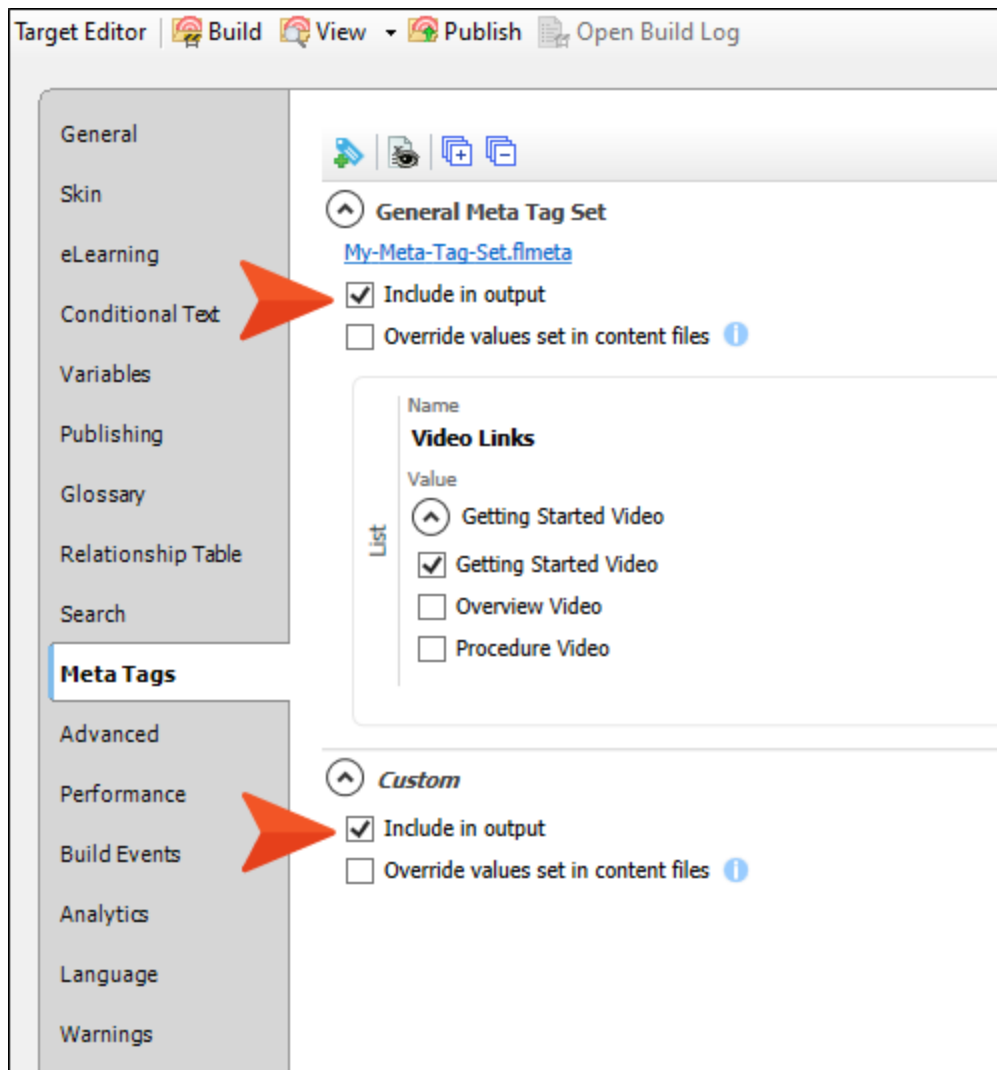 Target Editor Build View Publish Open Build Log
General
Skin
eLearning
Conditional Text
Variables
Publishing
Glossary
Relationship Table
Search
Meta Tags
Advanced
Performance
Build Events
Analytics
Language
Warnings
General Meta Tag Set
My-Meta-Tag-Set.flmeta
Include in output
Override values set in content files
List
Name
Video Links
Value
Getting Started Video
Getting Started Video
Overview Video
Procedure Video
Custom
Include in output
Override values set in content files